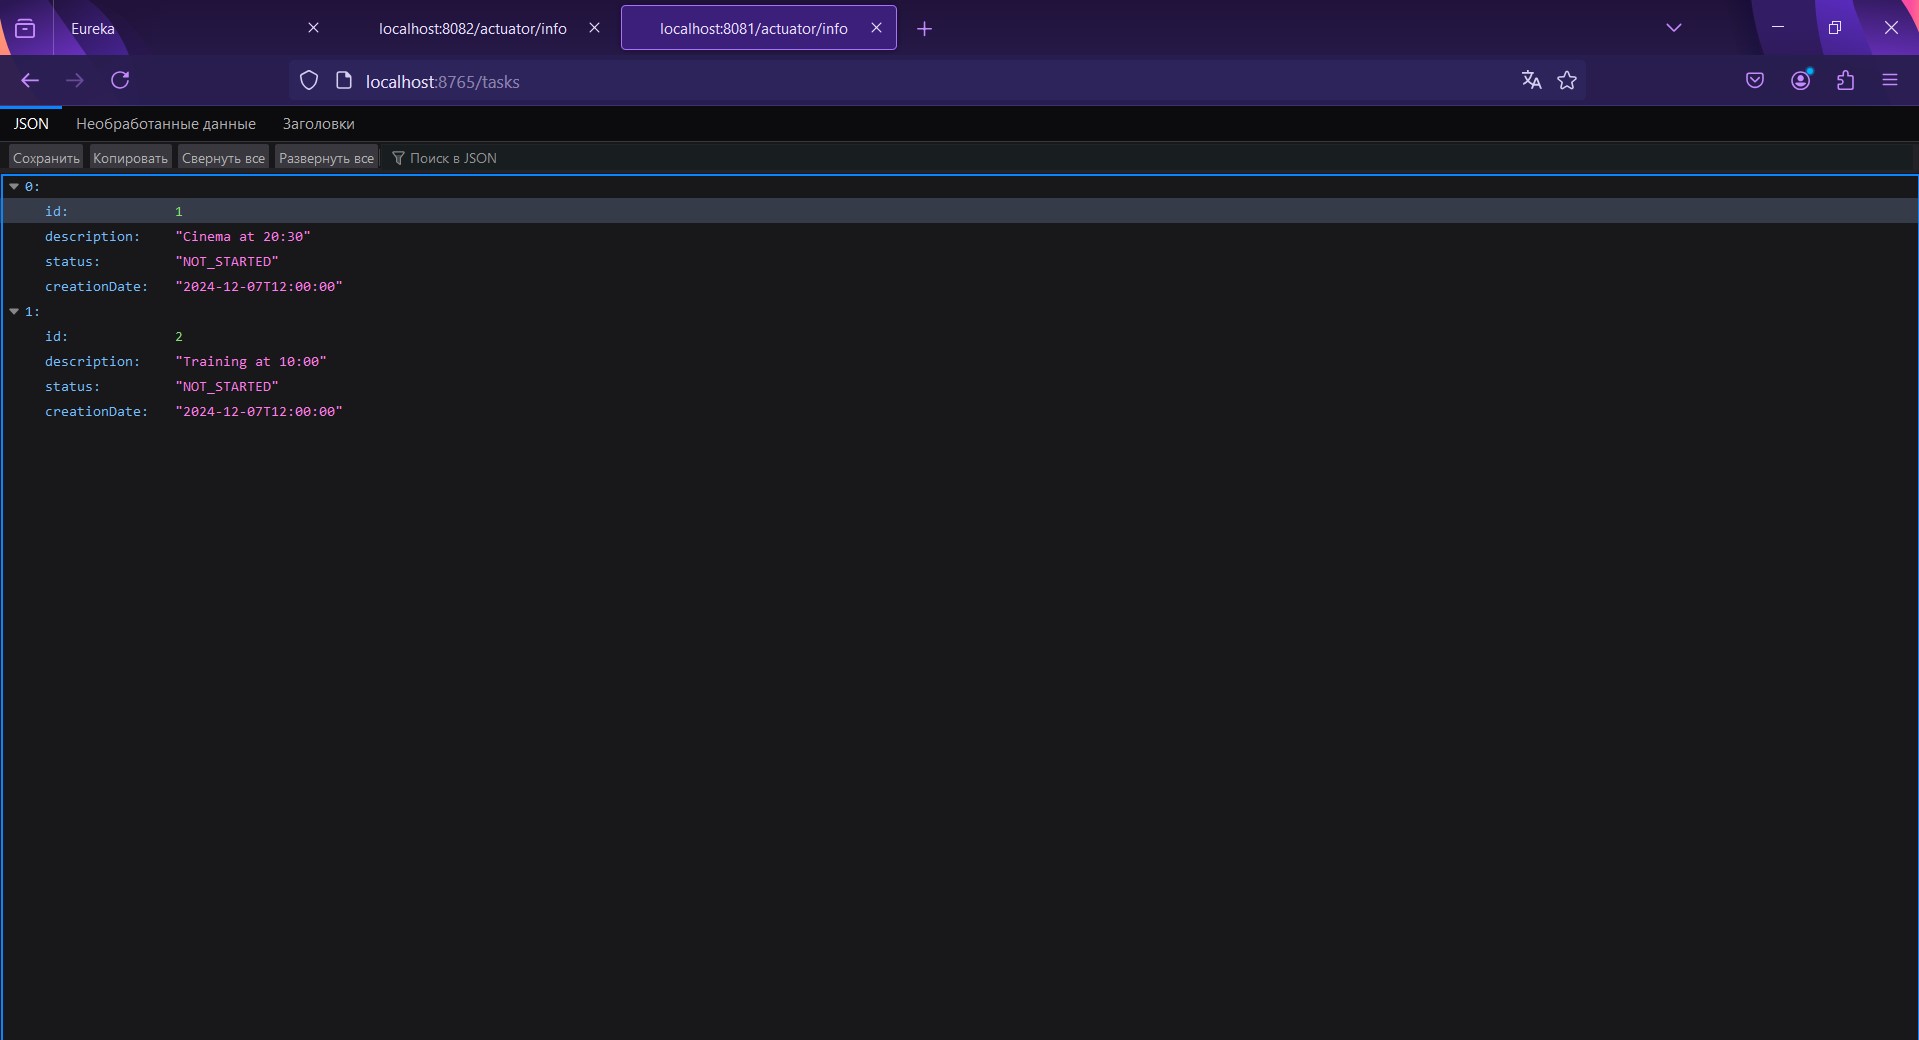 Eureka
localhost:8082/actuator/info
localhost:8081/actuator/info
localhost:8765/tasks
JSON Необработанные данные Заголовки
Сохранить Копировать Свернуть все Развернуть все Поиск в JSON
0:
id: 1
description: "Cinema at 20:30"
status: "NOT_STARTED"
creationDate: "2024-12-07T12:00:00"
1:
id: 2
description: "Training at 10:00"
status: "NOT_STARTED"
creationDate: "2024-12-07T12:00:00"